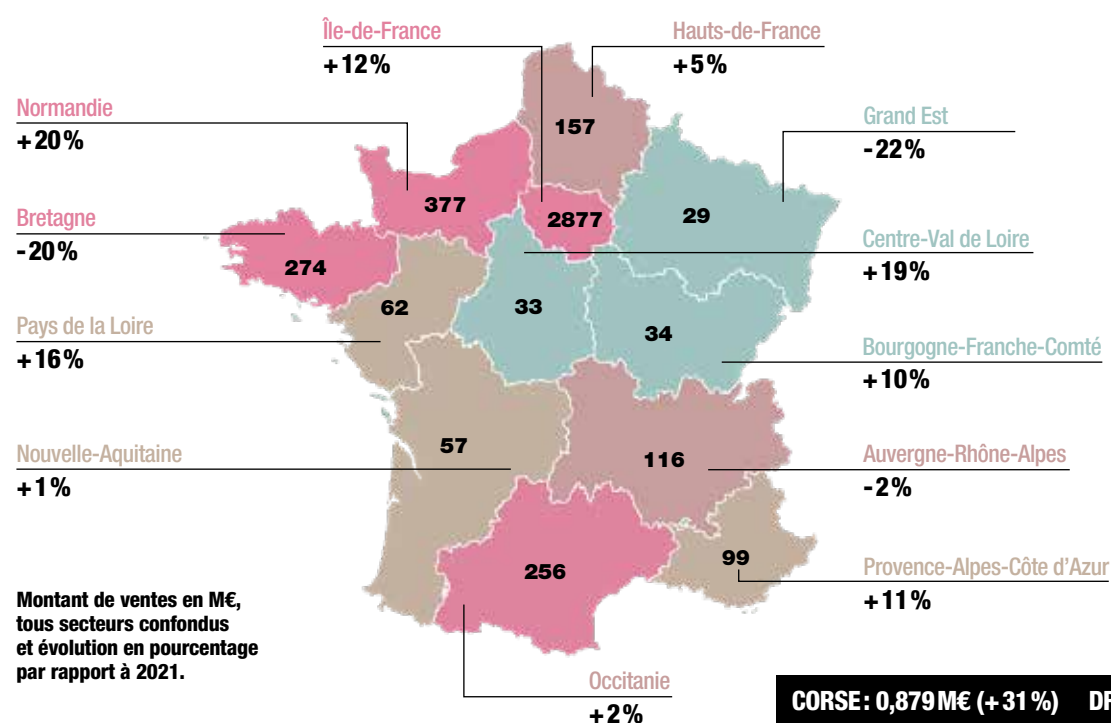 Île-de-France
+12%
Hauts-de-France
+5%
Normandie
+20%
157
Grand Est
-22%
377
2877
29
Bretagne
-20%
Centre-Val de Loire
+19%
274
62
33
34
Pays de la Loire
+16%
Bourgogne-Franche-Comté
+10%
Nouvelle-Aquitaine
+1%
57
116
Auvergne-Rhône-Alpes
-2%
256
99
Provence-Alpes-Côte d'Azur
+11%
Montant de ventes en M€,
tous secteurs confondus
et évolution en pourcentage
par rapport à 2021.
Occitanie
+2%
CORSE: 0,879M€ (+31%)